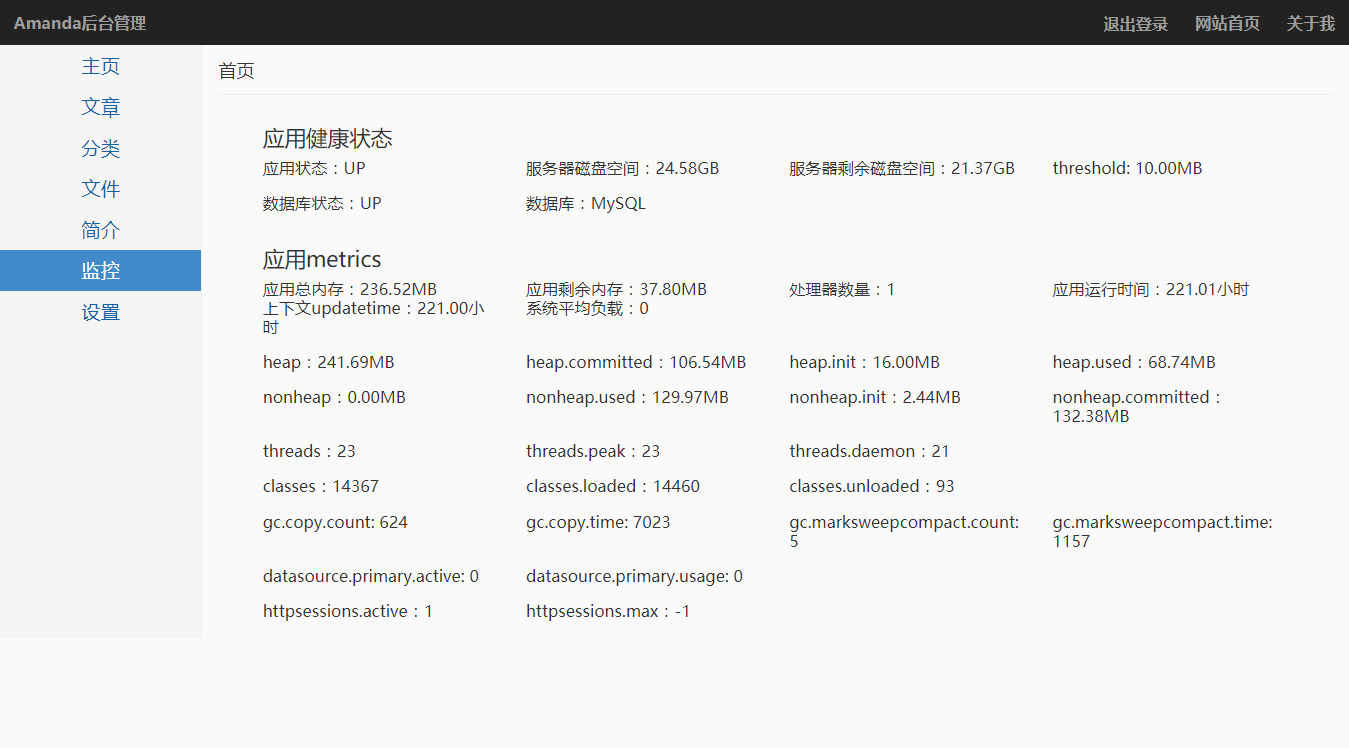 Amanda后台管理 退出登录 网站首页 关于我
主页
文章
分类
文件
简介
监控
设置
首页
应用健康状态
应用状态：UP 服务器磁盘空间：24.58GB 服务器剩余磁盘空间：21.37GB threshold: 10.00MB
数据库状态：UP 数据库：MySQL
应用metrics
应用总内存：236.52MB 应用剩余内存：37.80MB 处理器数量：1 应用运行时间：221.01小时
上下文updatetime：221.00小 系统平均负载：0
时
heap：241.69MB heap.committed：106.54MB heap.init：16.00MB heap.used：68.74MB
nonheap：0.00MB nonheap.used：129.97MB nonheap.init：2.44MB nonheap.committed：
132.38MB
threads：23 threads.peak：23 threads.daemon：21
classes：14367 classes.loaded：14460 classes.unloaded：93
gc.copy.count: 624 gc.copy.time: 7023 gc.marksweepcompact.count: gc.marksweepcompact.time:
5 1157
datasource.primary.active: 0 datasource.primary.usage: 0
httpsessions.active：1 httpsessions.max：-1